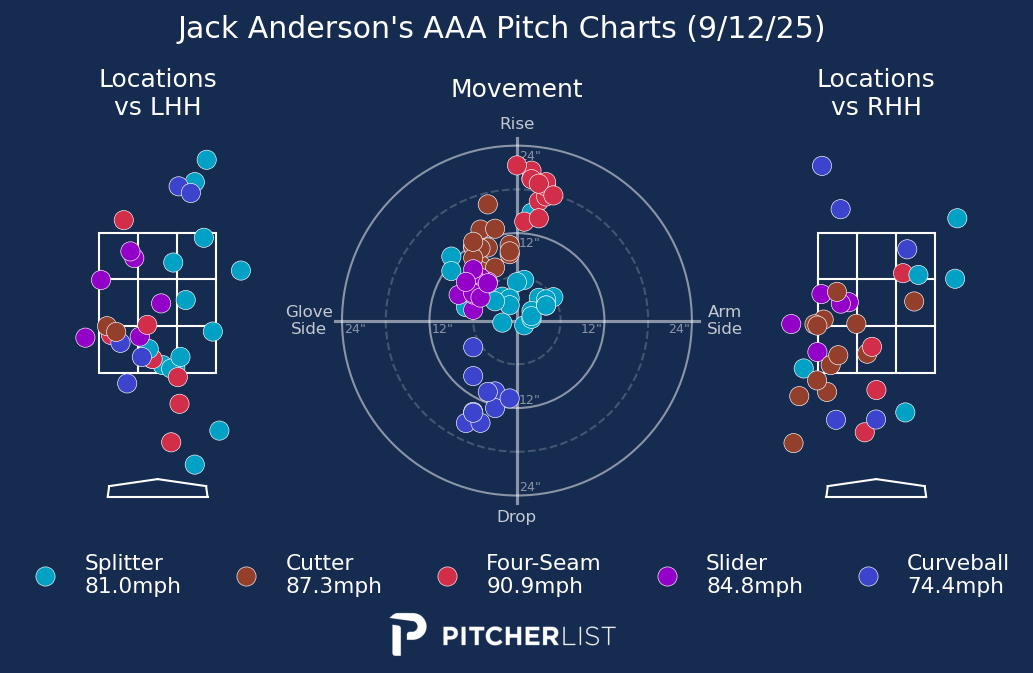 Jack Anderson's AAA Pitch Charts (9/12/25)
Locations
vs LHH
Movement
Locations
vs RHH
Rise
24"
12"
Glove
Side
24"
12"
12"
24"
Arm
Side
12"
24"
Drop
Splitter
81.0mph
Cutter
87.3mph
Four-Seam
90.9mph
Slider
84.8mph
Curveball
74.4mph
PITCHERLIST